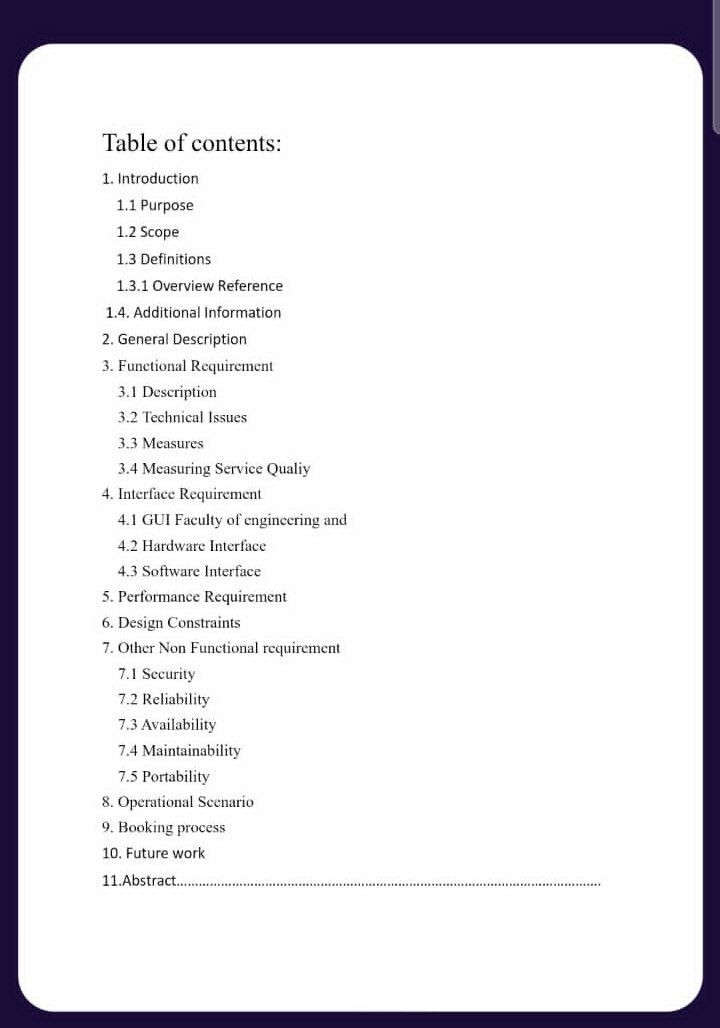 Table of contents:
1. Introduction
1.1 Purpose
1.2 Scope
1.3 Definitions
1.3.1 Overview Reference
1.4. Additional Information
2. General Description
3. Functional Requirement
3.1 Description
3.2 Technical Issues
3.3 Measures
3.4 Measuring Service Qualiy
4. Interface Requirement
4.1 GUI Faculty of engineering and
4.2 Hardware Interface
4.3 Software Interface
5. Performance Requirement
6. Design Constraints
7. Other Non Functional requirement
7.1 Security
7.2 Reliability
7.3 Availability
7.4 Maintainability
7.5 Portability
8. Operational Scenario
9. Booking process
10. Future work
11.Abstract....................................................................................................................